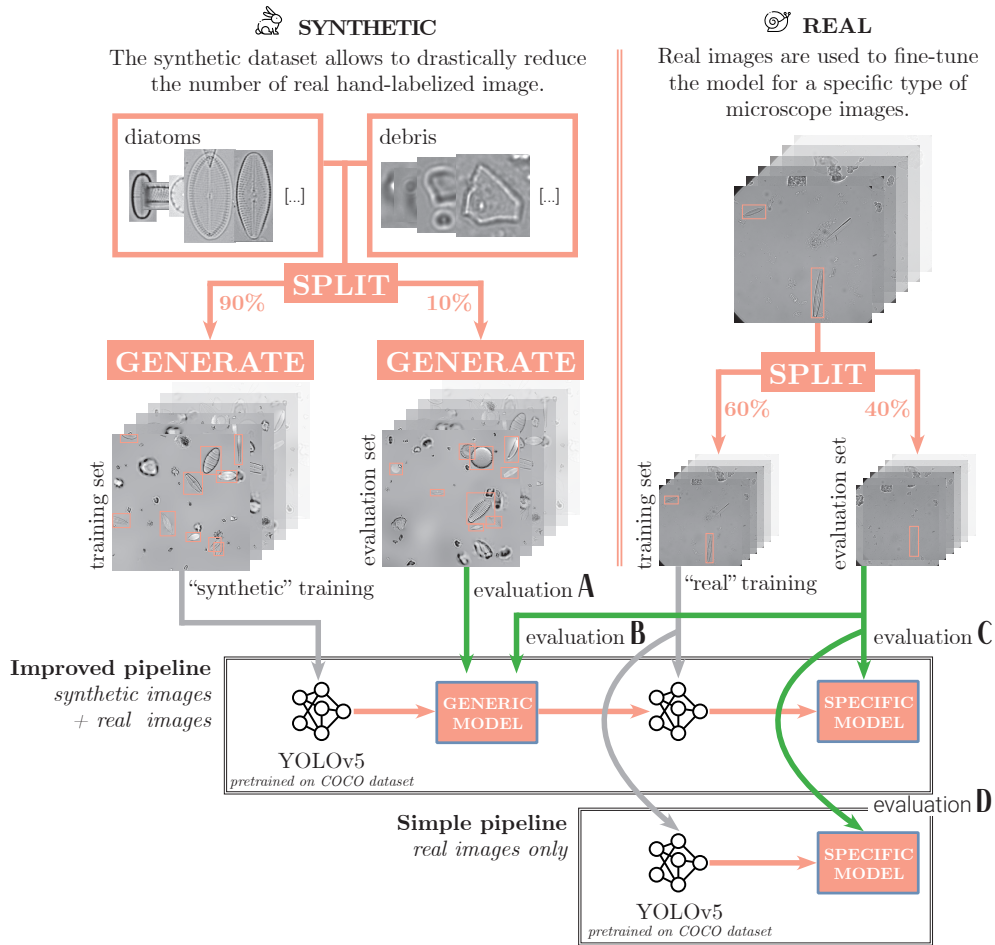 SYNTHETIC
The synthetic dataset allows to drastically reduce
the number of real hand-labelized image.
diatoms
[...]
debris
[...]
SPLIT
90%
10%
GENERATE
GENERATE
training set
evaluation set
"synthetic" training
evaluation A
REAL
Real images are used to fine-tune
the model for a specific type of
microscope images.
SPLIT
60%
40%
training set
evaluation set
"real" training
evaluation B
evaluation C
Improved pipeline
synthetic images
+ real images
GENERIC
MODEL
SPECIFIC
MODEL
YOLOv5
pretrained on COCO dataset
evaluation D
Simple pipeline
real images only
SPECIFIC
MODEL
YOLOv5
pretrained on COCO dataset